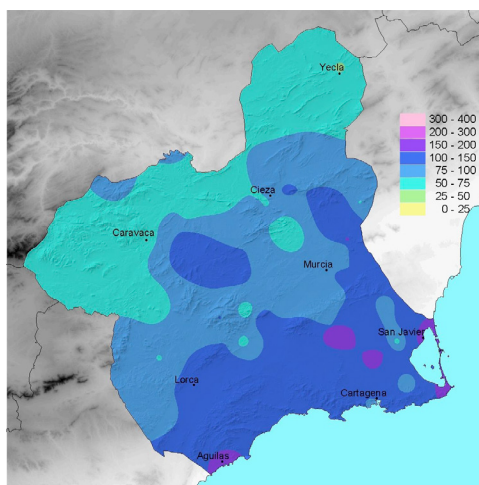 Yecla
300 - 400
200 - 300
150 - 200
100 - 150
75 - 100
50 - 75
25 - 50
0 - 25
Cieza
Caravaca
Murcia
San Javier
Lorca
Cartagena
Aguilas